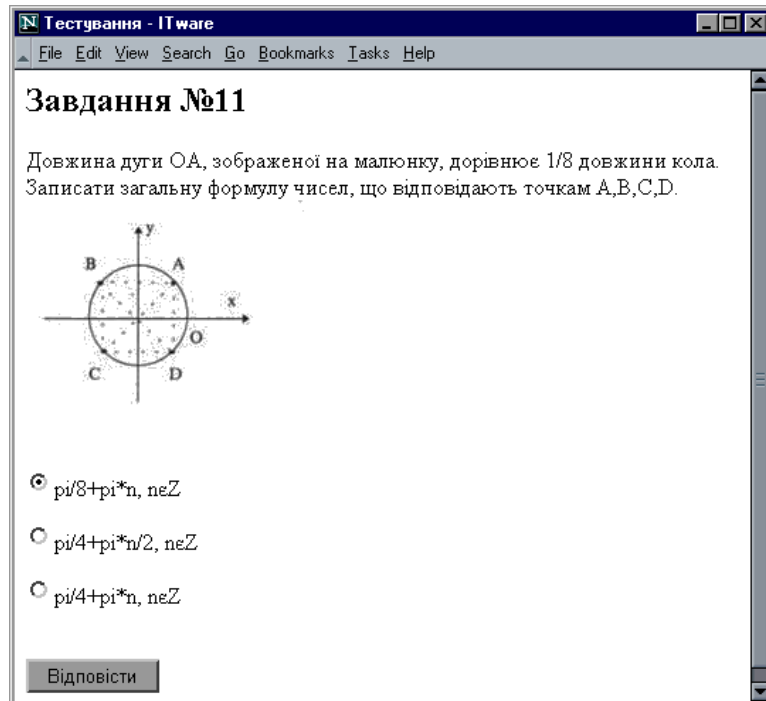 Тестування - ITware
File Edit View Search Go Bookmarks Tasks Help
Завдання №11
Довжина дуги ОА, зображеної на малюнку, дорівнює 1/8 довжини кола.
Записати загальну формулу чисел, що відповідають точкам A,B,C,D.
y
B A
x
O
C D
pi/8+pi*n, nєZ
pi/4+pi*n/2, nєZ
pi/4+pi*n, nєZ
Відповісти